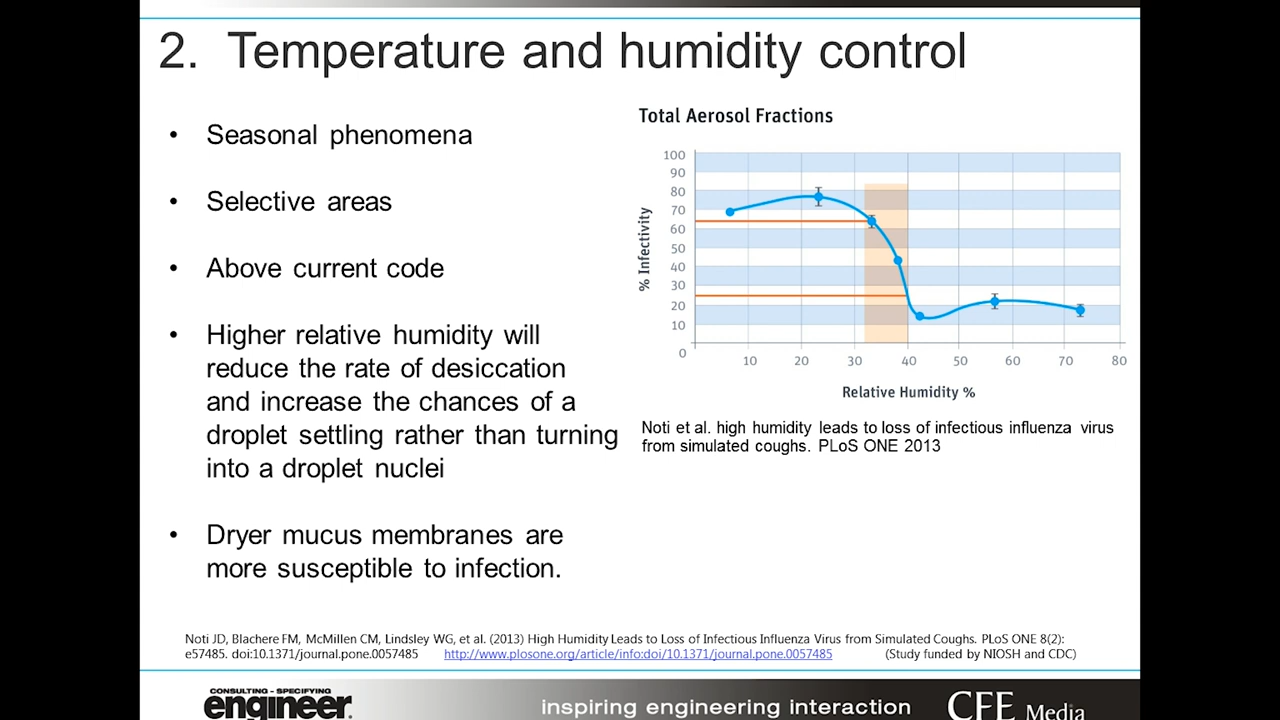 2. Temperature and humidity control
• Seasonal phenomena
• Selective areas
• Above current code
• Higher relative humidity will
reduce the rate of desiccation
and increase the chances of a
droplet settling rather than turning
into a droplet nuclei
• Dryer mucus membranes are
more susceptible to infection.
Total Aerosol Fractions
% Infectivity
100
90
80
70
60
50
40
30
20
10
0
10 20 30 40 50 60 70 80
Relative Humidity %
Noti et al. high humidity leads to loss of infectious influenza virus
from simulated coughs. PLoS ONE 2013
Noti JD, Blachere FM, McMillen CM, Lindsley WG, et al. (2013) High Humidity Leads to Loss of Infectious Influenza Virus from Simulated Coughs. PLoS ONE 8(2):
e57485. doi:10.1371/journal.pone.0057485 http://www.plosone.org/article/info:doi/10.1371/journal.pone.0057485 (Study funded by NIOSH and CDC)
CONSULTING - SPECIFYING
engineer.
inspiring engineering interaction
CFE Media